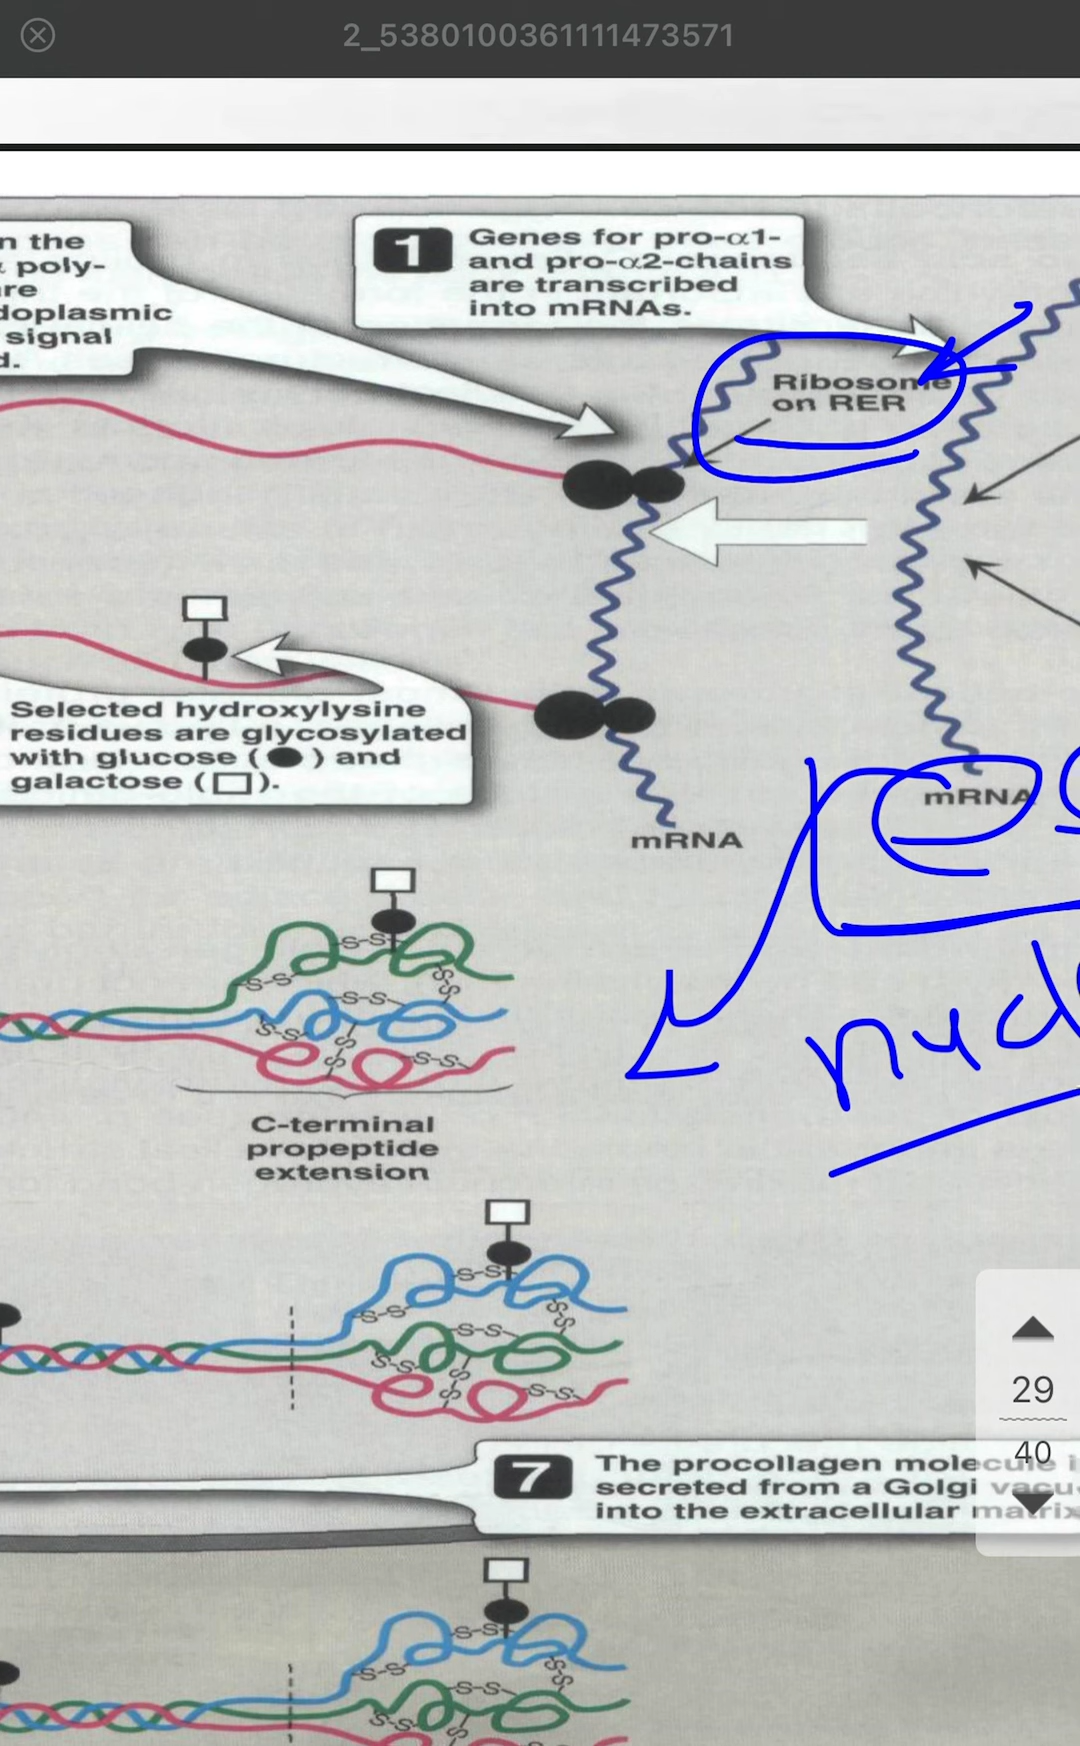 2_5380100361111473571
n the
poly-
re
doplasmic
signal
d.
1
Genes for pro-α1-
and pro-α2-chains
are transcribed
into mRNAs.
Ribosome
on RER
Selected hydroxylysine
residues are glycosylated
with glucose ( ) and
galactose ( ).
mRNA
mRNA
-S-S-
-S-S-
S-S
-S-S-
S-S-
S-S
-S-S-
C-terminal
propeptide
extension
-S-S-
-S-S-
S-S
-S-S-
S-S-
S-S
-S-S-
29
40
7
The procollagen molecule i
secreted from a Golgi vacu
into the extracellular matrix
-S-S-
-S-S-
S-S
-S-S-
S-S-
S